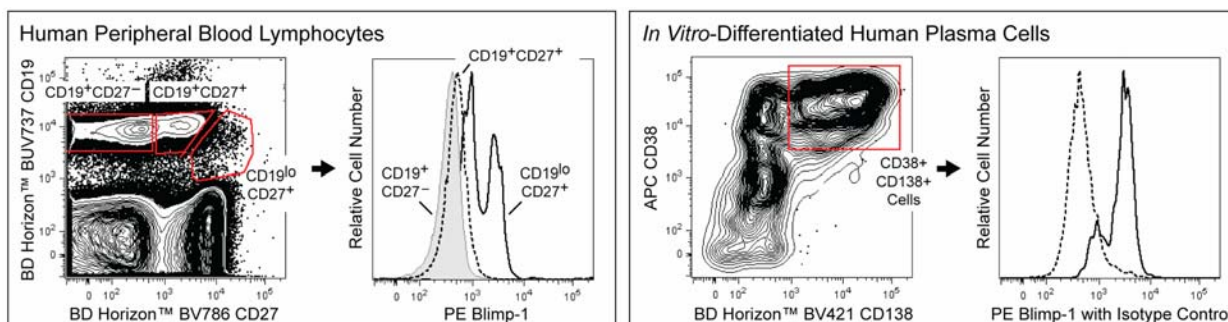 Human Peripheral Blood Lymphocytes
BD Horizon™ BUV737 CD19
10⁵
10⁴
10³
10²
0
CD19⁺CD27⁻
CD19⁺CD27⁺
CD19ˡᵒ
CD27⁺
0 10² 10³ 10⁴ 10⁵
BD Horizon™ BV786 CD27
Relative Cell Number
CD19⁺CD27⁺
CD19⁺
CD27⁻
CD19ˡᵒ
CD27⁺
0 10² 10³ 10⁴ 10⁵
PE Blimp-1
In Vitro-Differentiated Human Plasma Cells
APC CD38
10⁵
10⁴
10³
10²
0
CD38+
CD138+
Cells
0 10² 10³ 10⁴ 10⁵
BD Horizon™ BV421 CD138
Relative Cell Number
0 10² 10³ 10⁴ 10⁵
PE Blimp-1 with Isotype Control